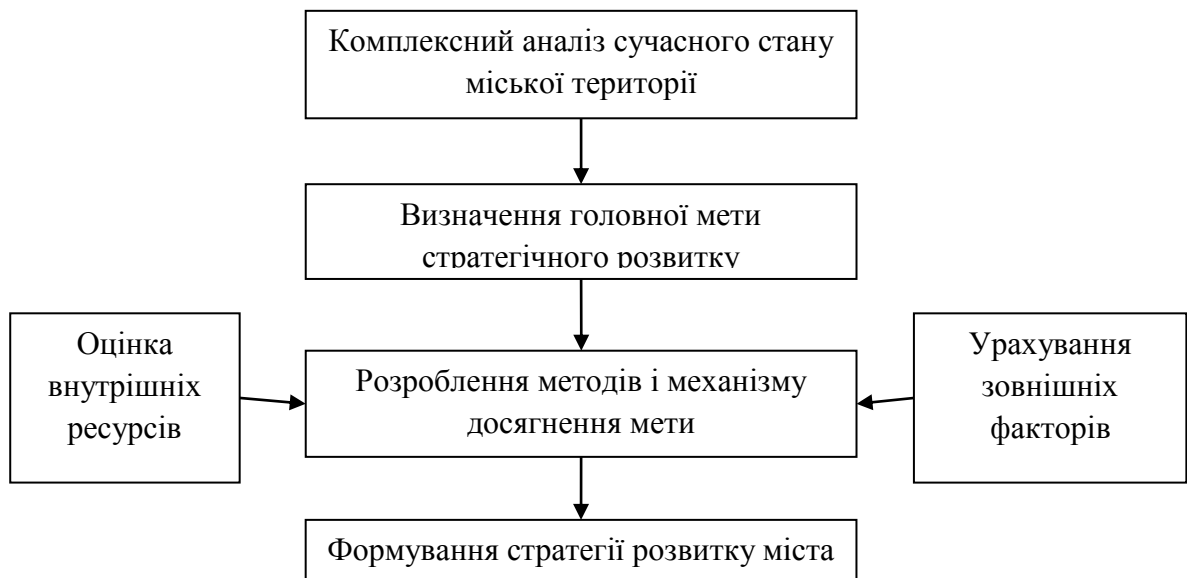 Комплексний аналіз сучасного стану
міської території
Визначення головної мети
стратегічного розвитку
Оцінка
внутрішніх
ресурсів
Розроблення методів і механізму
досягнення мети
Урахування
зовнішніх
факторів
Формування стратегії розвитку міста